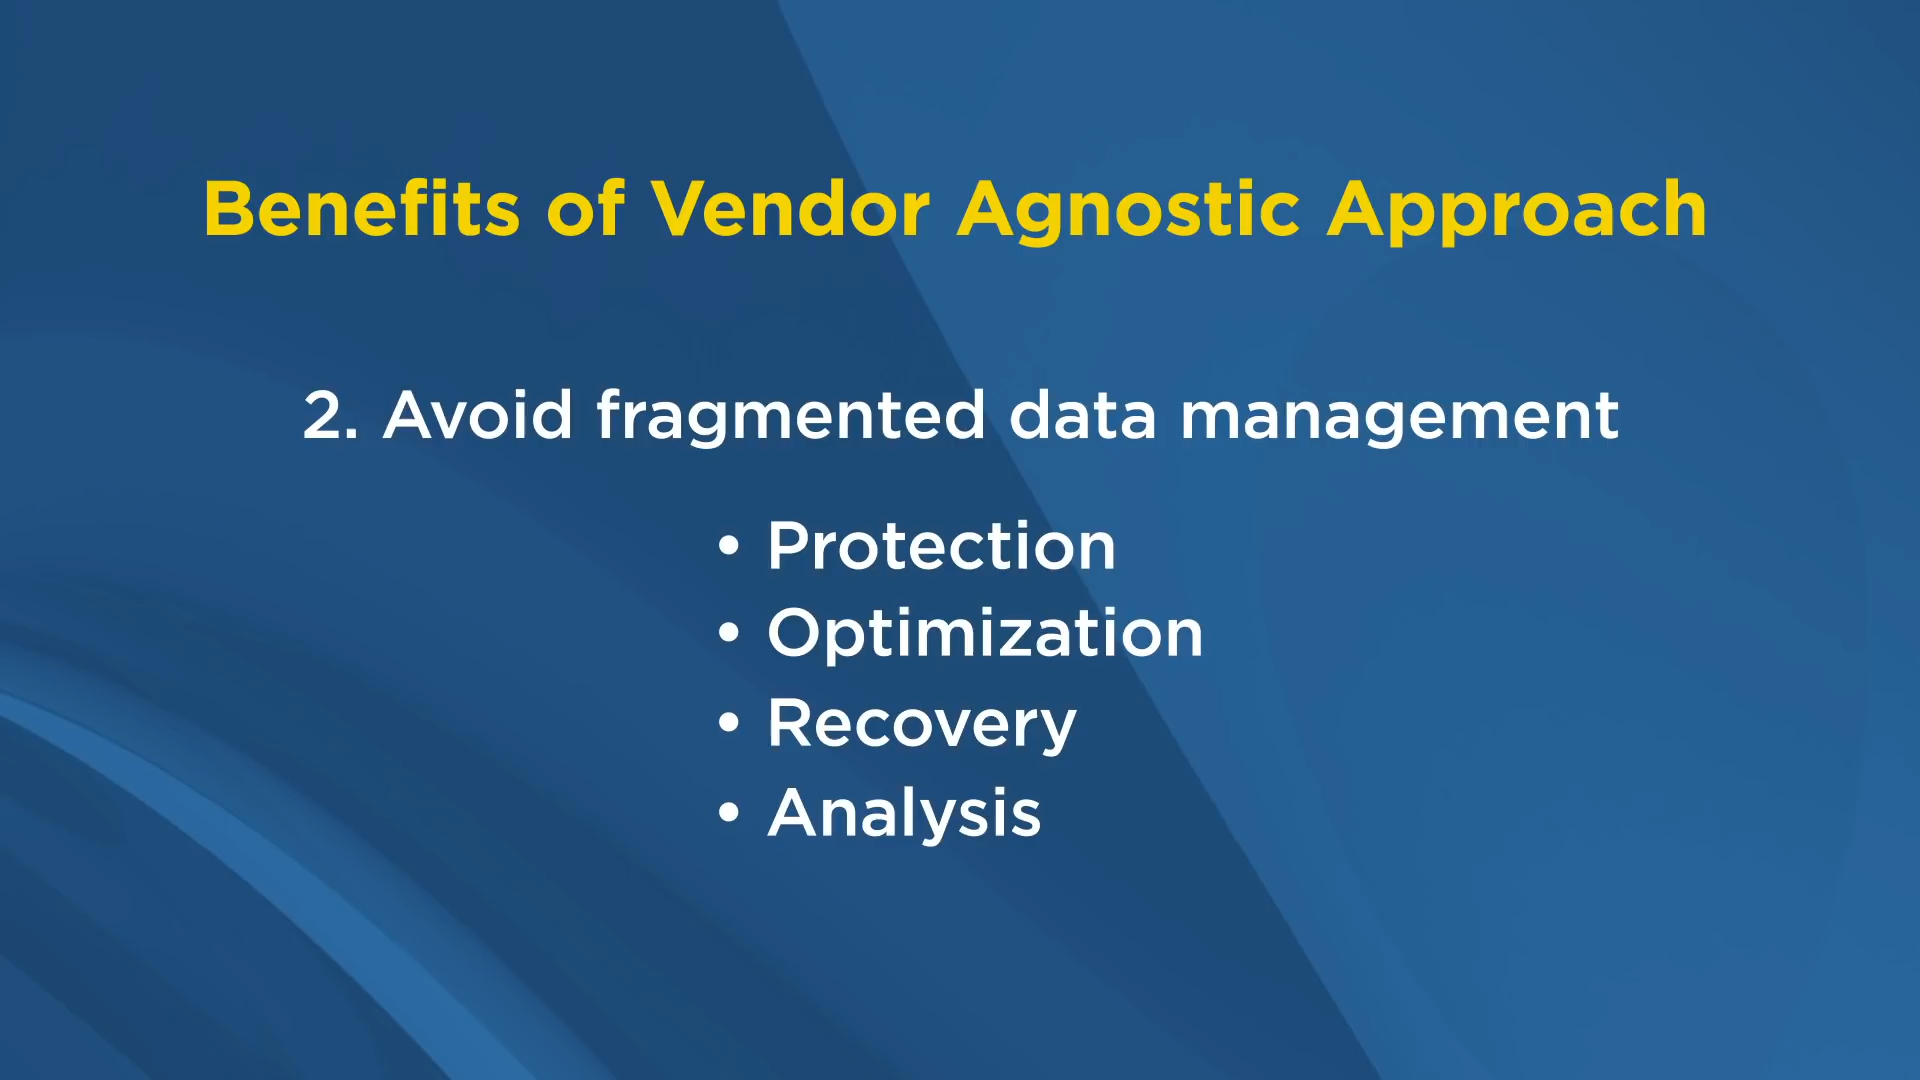 Benefits of Vendor Agnostic Approach
2. Avoid fragmented data management
• Protection
• Optimization
• Recovery
• Analysis